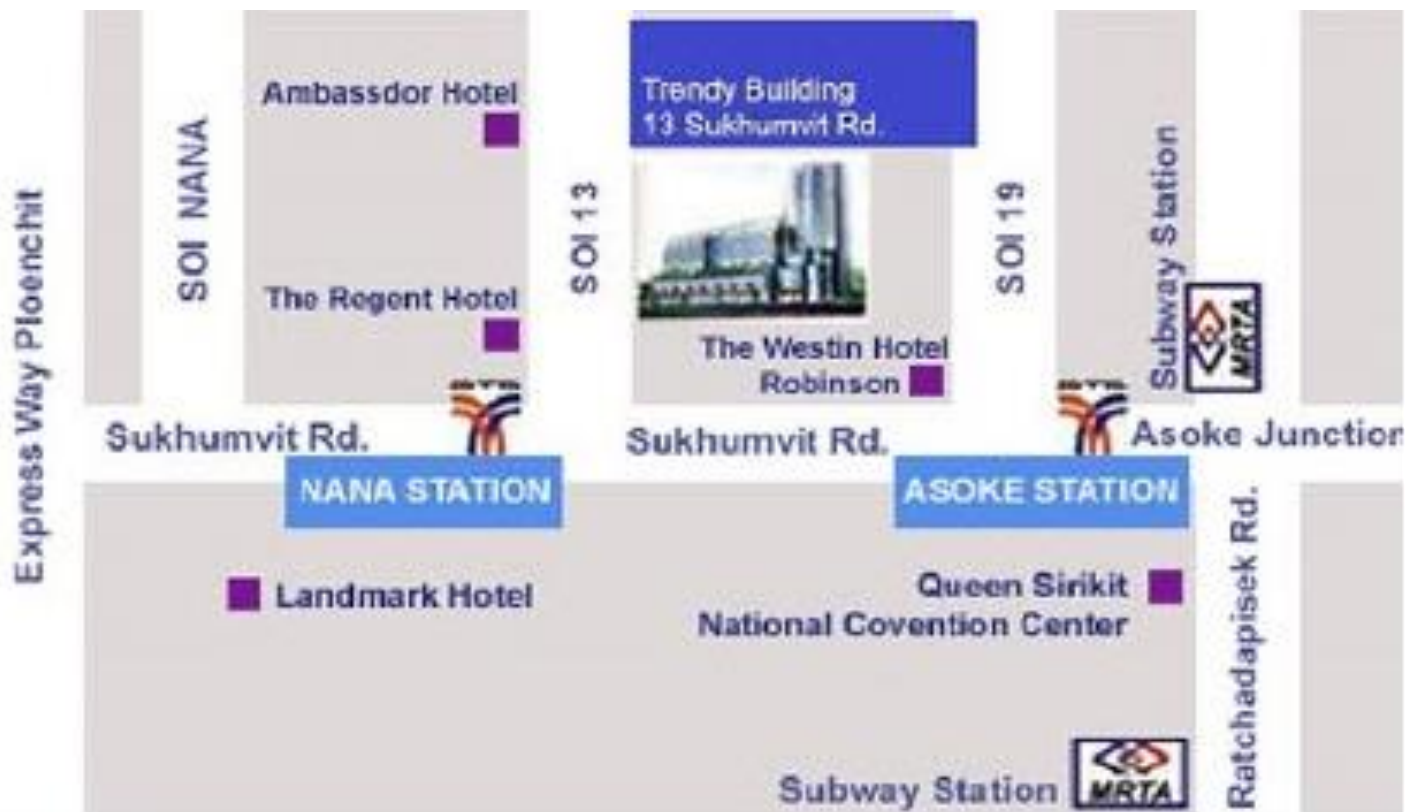 Ambassdor Hotel
Trendy Building
13 Sukhumvit Rd.
Express Way Ploenchit
SOI NANA
SOI 13
SOI 19
Subway Station
MRTA
The Regent Hotel
The Westin Hotel
Robinson
Sukhumvit Rd.
Sukhumvit Rd.
Asoke Junction
NANA STATION
ASOKE STATION
Landmark Hotel
Queen Sirikit
National Covention Center
Ratchadapisek Rd.
Subway Station
MRTA